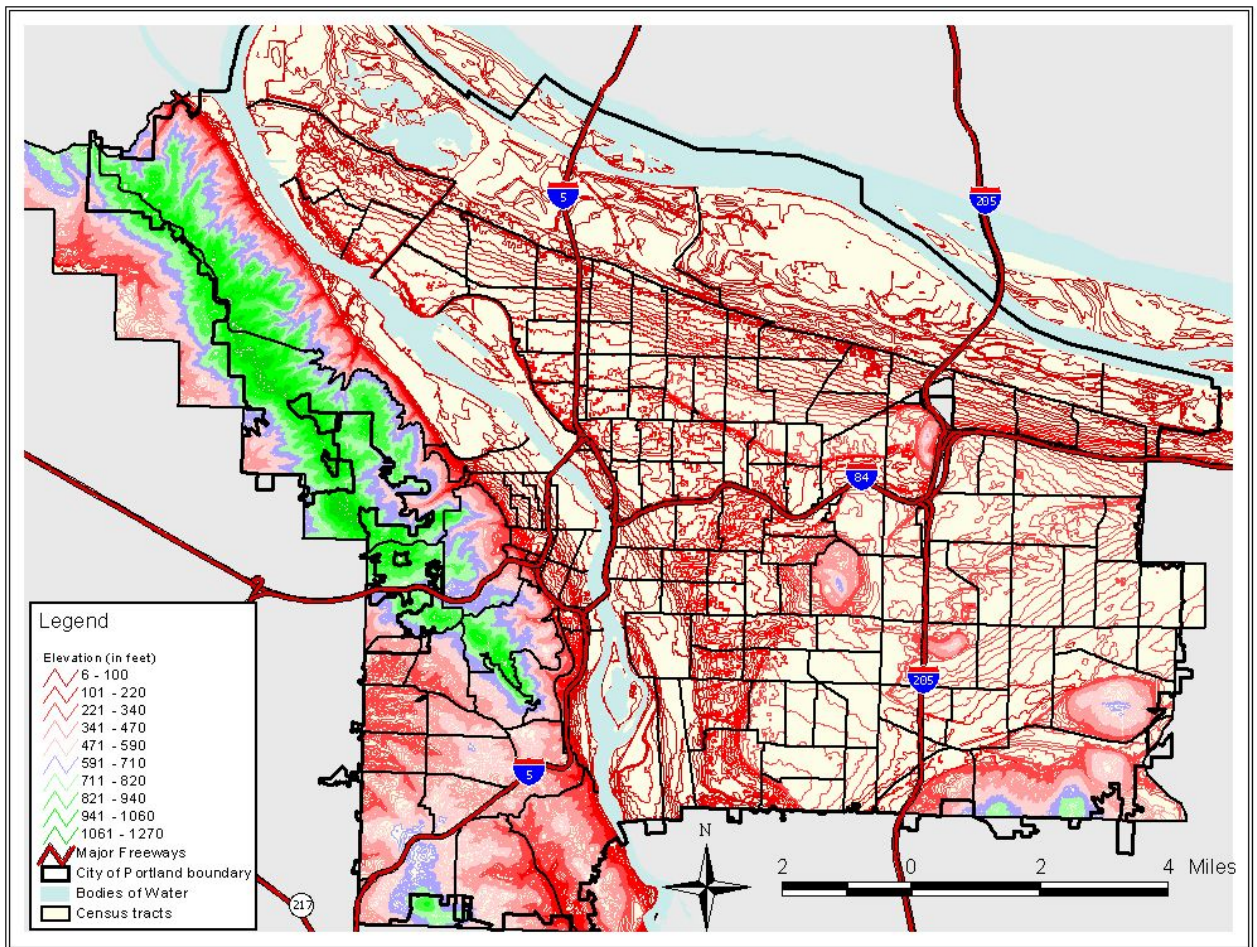 5
205
84
205
5
217
Legend
Elevation (in feet)
6 - 100
101 - 220
221 - 340
341 - 470
471 - 590
591 - 710
711 - 820
821 - 940
941 - 1060
1061 - 1270
Major Freeways
City of Portland boundary
Bodies of Water
Census tracts
N
2 0 2 4 Miles